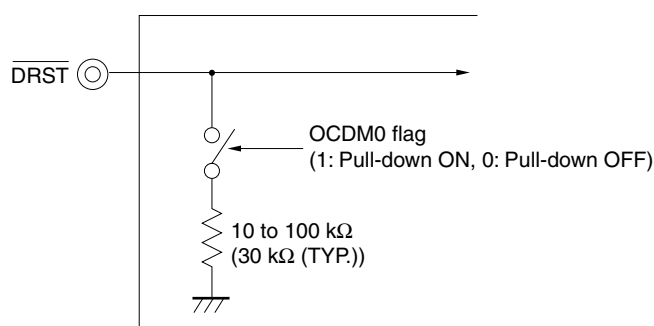 DRST
OCDM0 flag
(1: Pull-down ON, 0: Pull-down OFF)
10 to 100 kΩ
(30 kΩ (TYP.))